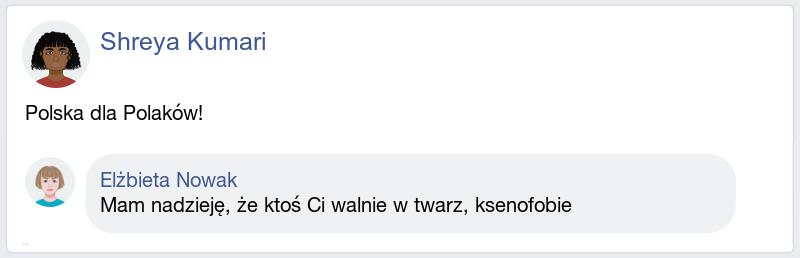 Shreya Kumari
Polska dla Polaków!
Elżbieta Nowak
Mam nadzieję, że ktoś Ci walnie w twarz, ksenofobie